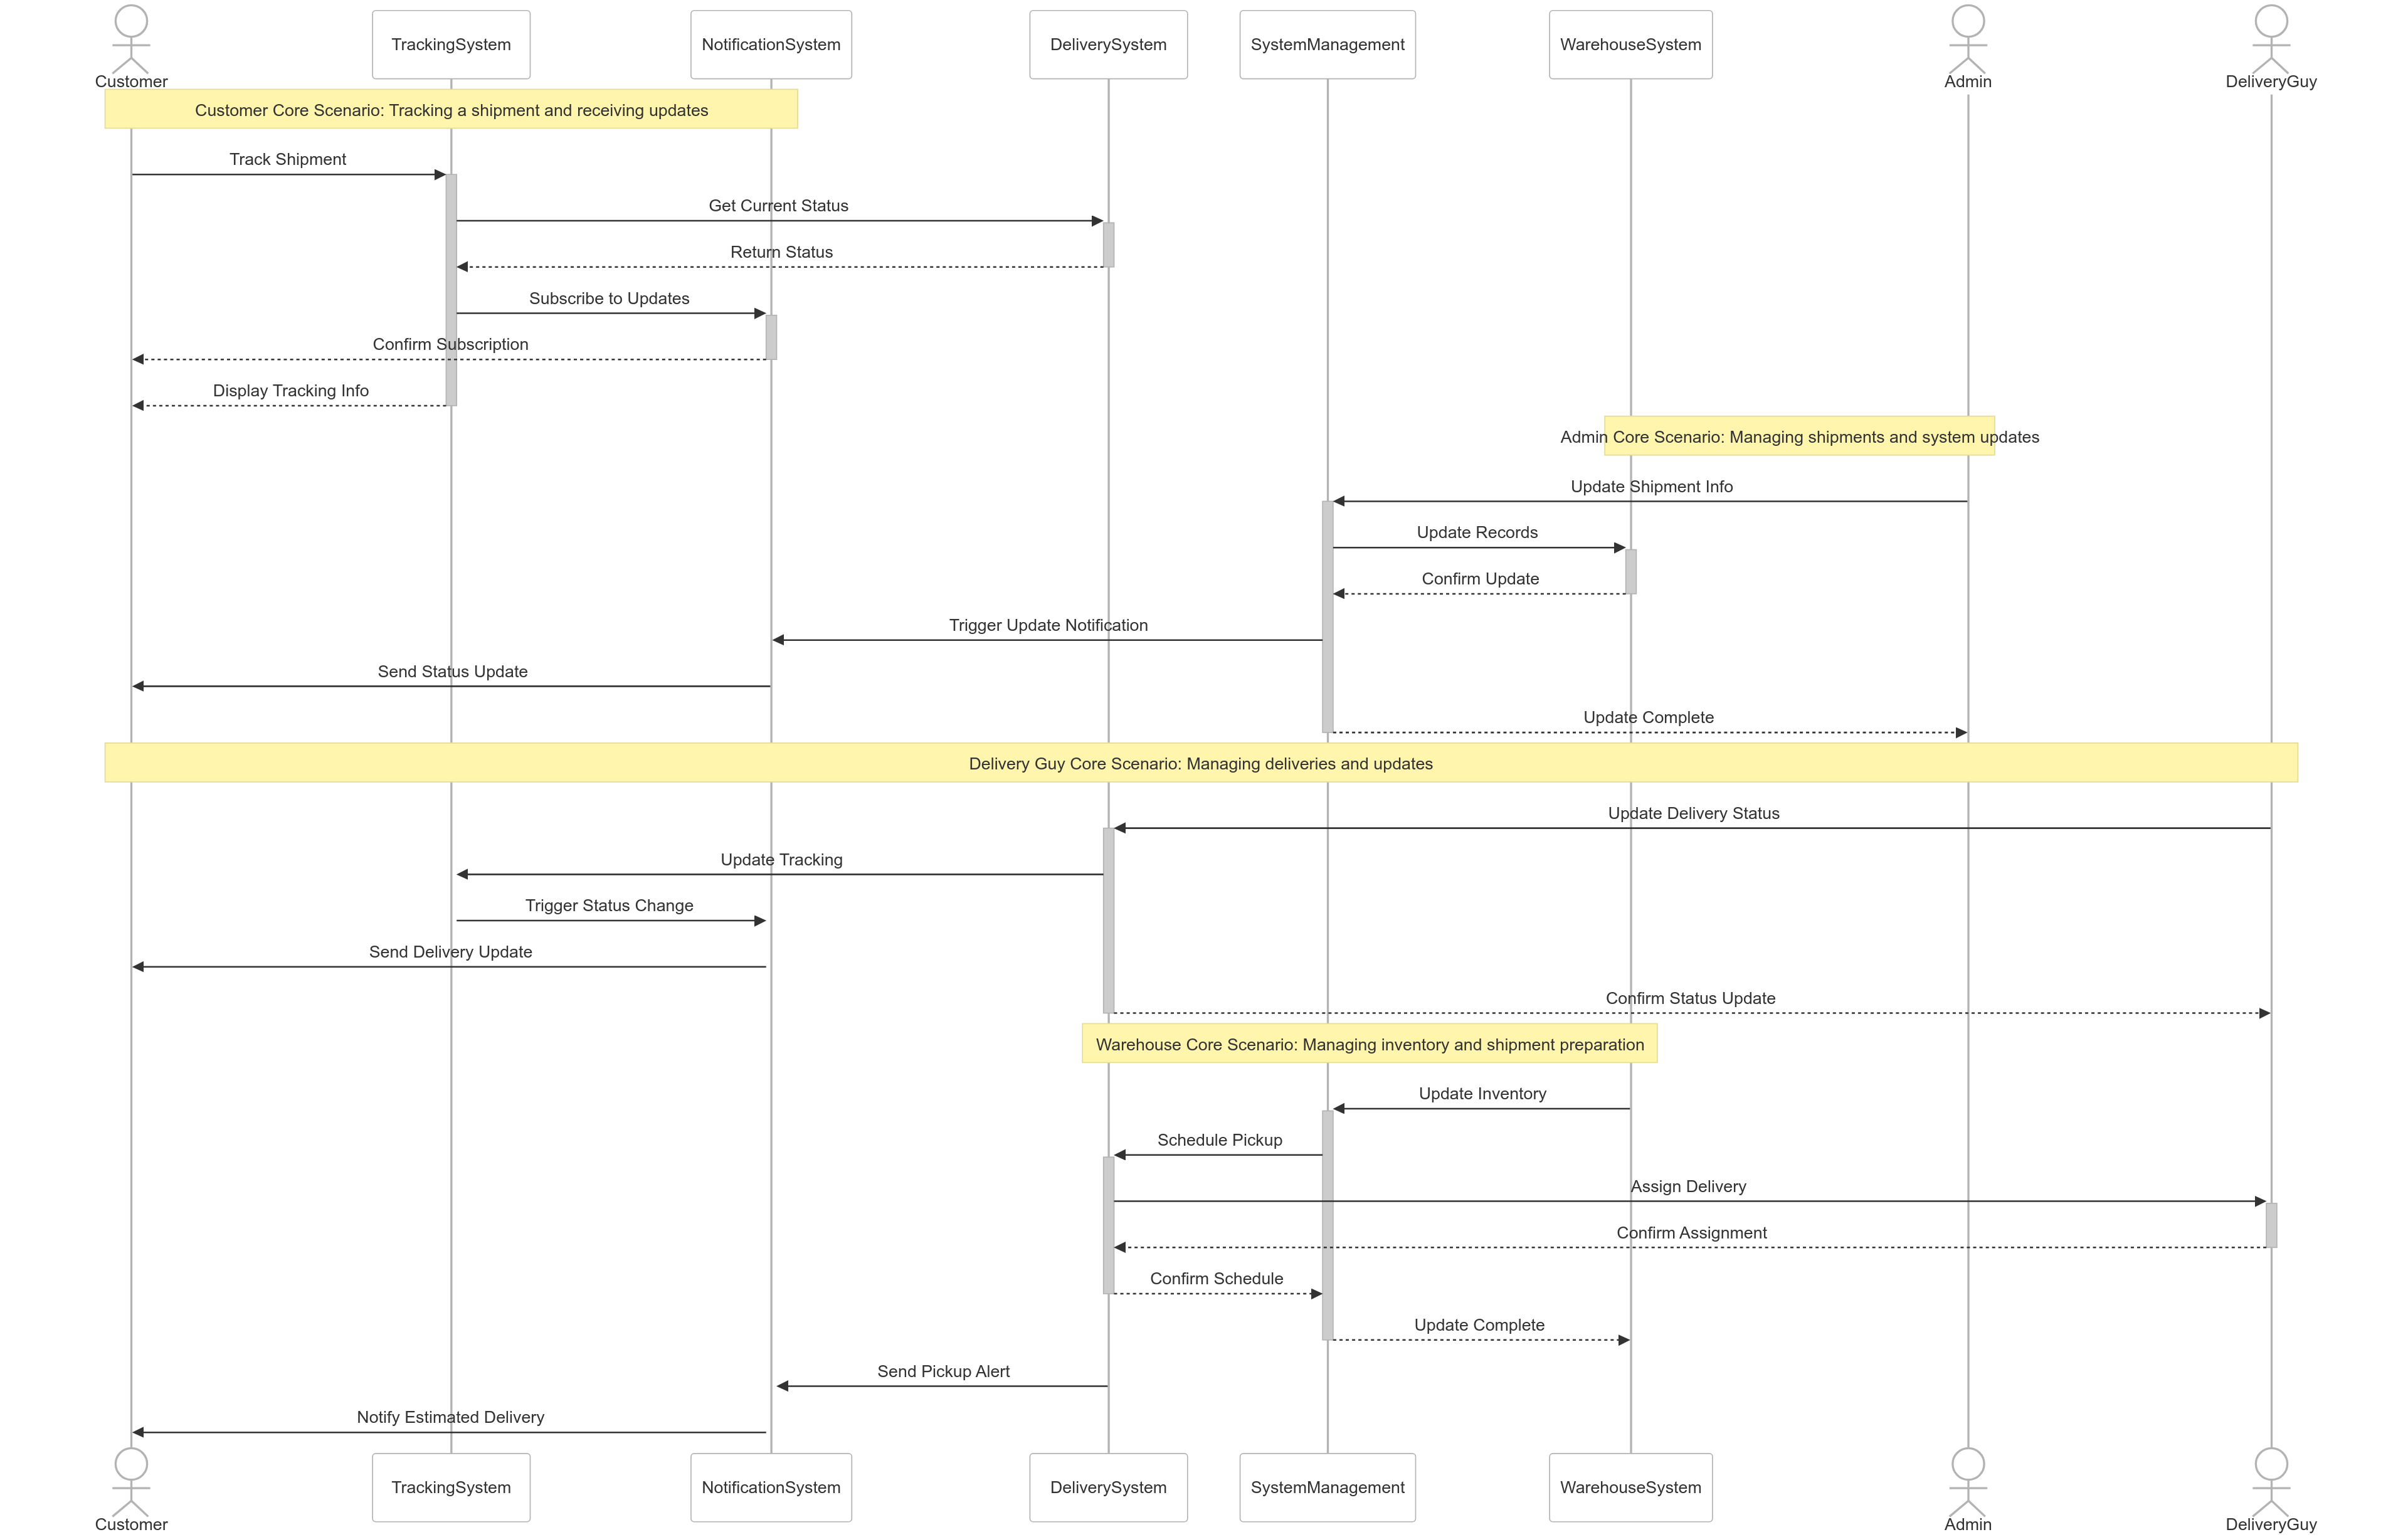 Customer
TrackingSystem
NotificationSystem
DeliverySystem
SystemManagement
WarehouseSystem
Admin
DeliveryGuy
Customer Core Scenario: Tracking a shipment and receiving updates
Track Shipment
Get Current Status
Return Status
Subscribe to Updates
Confirm Subscription
Display Tracking Info
Admin Core Scenario: Managing shipments and system updates
Update Shipment Info
Update Records
Confirm Update
Trigger Update Notification
Send Status Update
Update Complete
Delivery Guy Core Scenario: Managing deliveries and updates
Update Delivery Status
Update Tracking
Trigger Status Change
Send Delivery Update
Confirm Status Update
Warehouse Core Scenario: Managing inventory and shipment preparation
Update Inventory
Schedule Pickup
Assign Delivery
Confirm Assignment
Confirm Schedule
Update Complete
Send Pickup Alert
Notify Estimated Delivery
Customer
TrackingSystem
NotificationSystem
DeliverySystem
SystemManagement
WarehouseSystem
Admin
DeliveryGuy